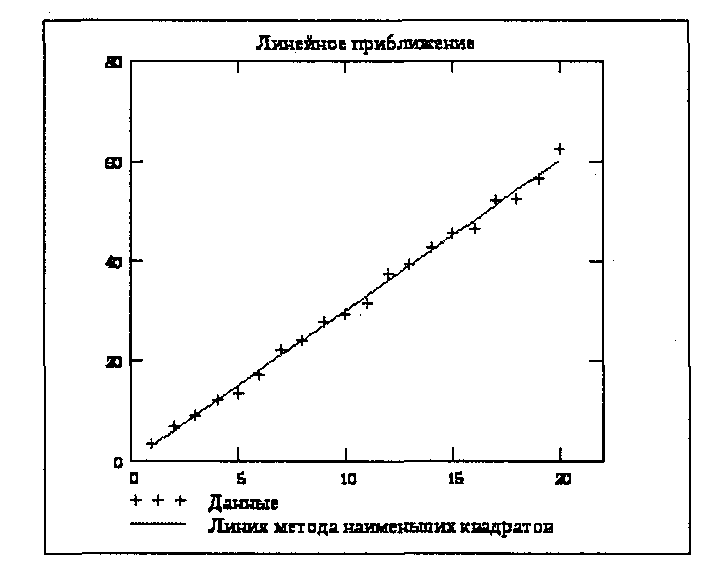 Линейное приближение
80
60
40
20
0
0 5 10 15 20
+ + + Данные
Линия метода наименьших квадратов